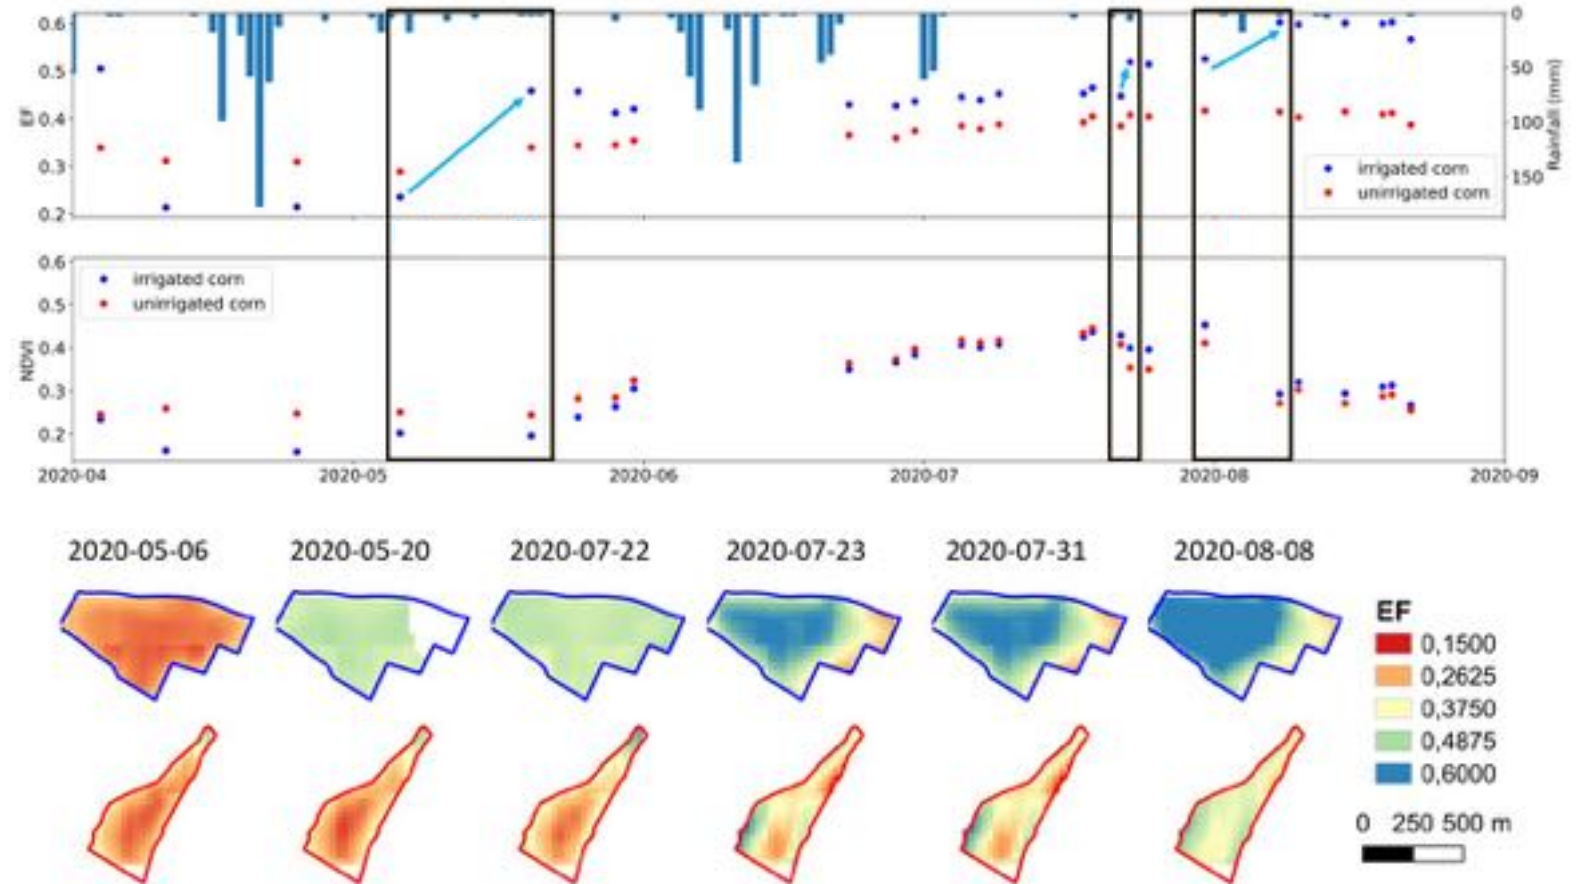 0.6
0.5
0.4
0.3
0.2
EF
0
50
100
150
Rainfall (mm)
irrigated corn
unirrigated corn
0.6
0.5
0.4
0.3
0.2
NDVI
irrigated corn
unirrigated corn
2020-04 2020-05 2020-06 2020-07 2020-08 2020-09
2020-05-06 2020-05-20 2020-07-22 2020-07-23 2020-07-31 2020-08-08
EF
0,1500
0,2625
0,3750
0,4875
0,6000
0 250 500 m